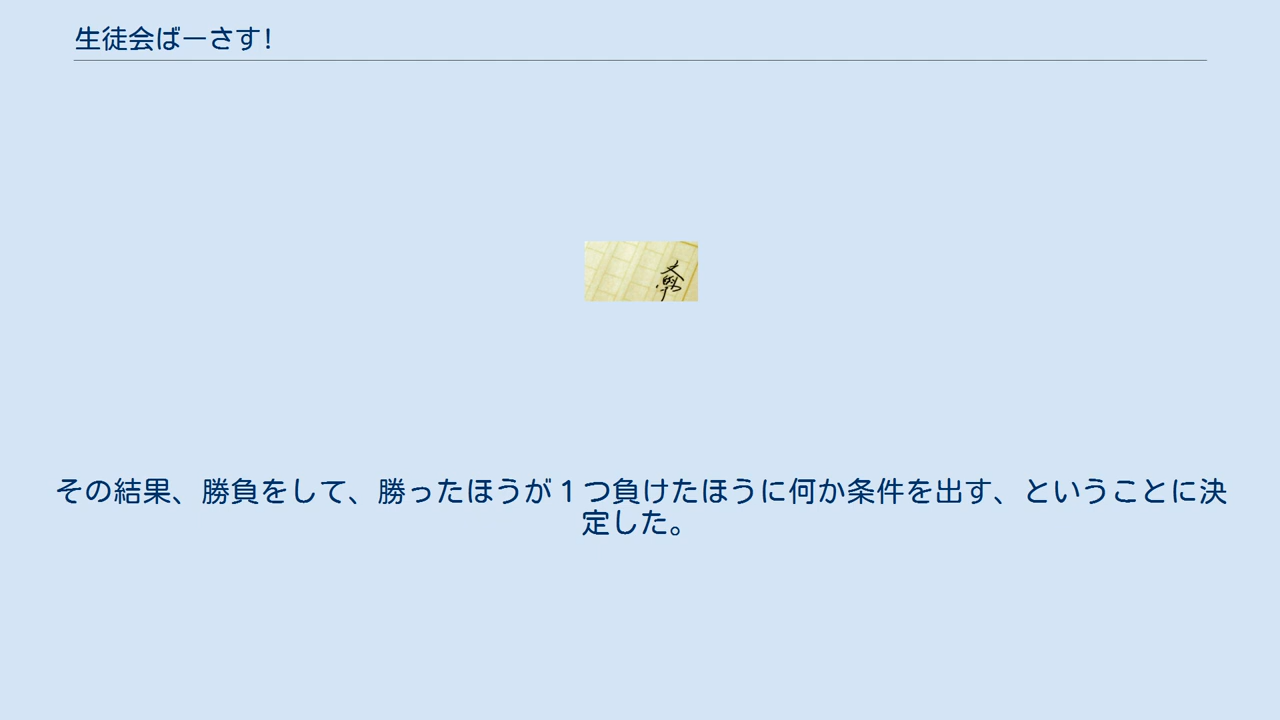 生徒会ばーさす！
その結果、勝負をして、勝ったほうが１つ負けたほうに何か条件を出す、ということに決
定した。